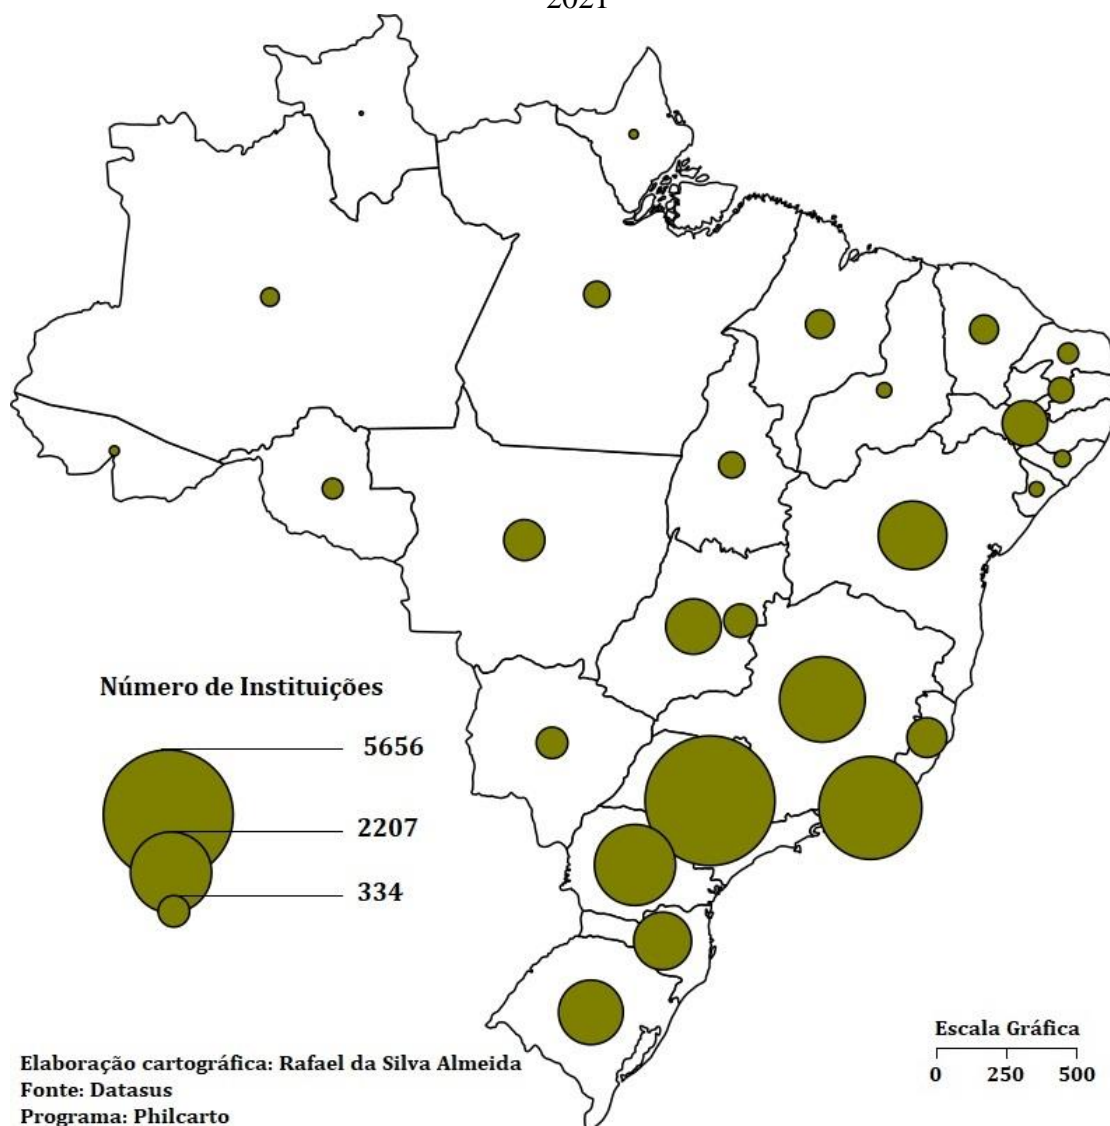 2021
Número de Instituições
5656
2207
334
Escala Gráfica
0 250 500
Elaboração cartográfica: Rafael da Silva Almeida
Fonte: Datasus
Programa: Philcarto